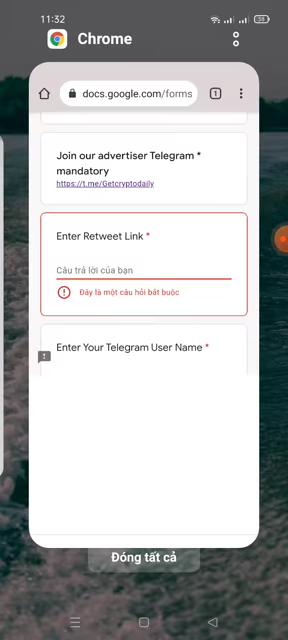 11:32
58
Chrome
docs.google.com/forms
1
Join our advertiser Telegram *
mandatory
https://t.me/Getcryptodaily
Enter Retweet Link *
Câu trả lời của bạn
Đây là một câu hỏi bắt buộc
Enter Your Telegram User Name *
Đóng tất cả